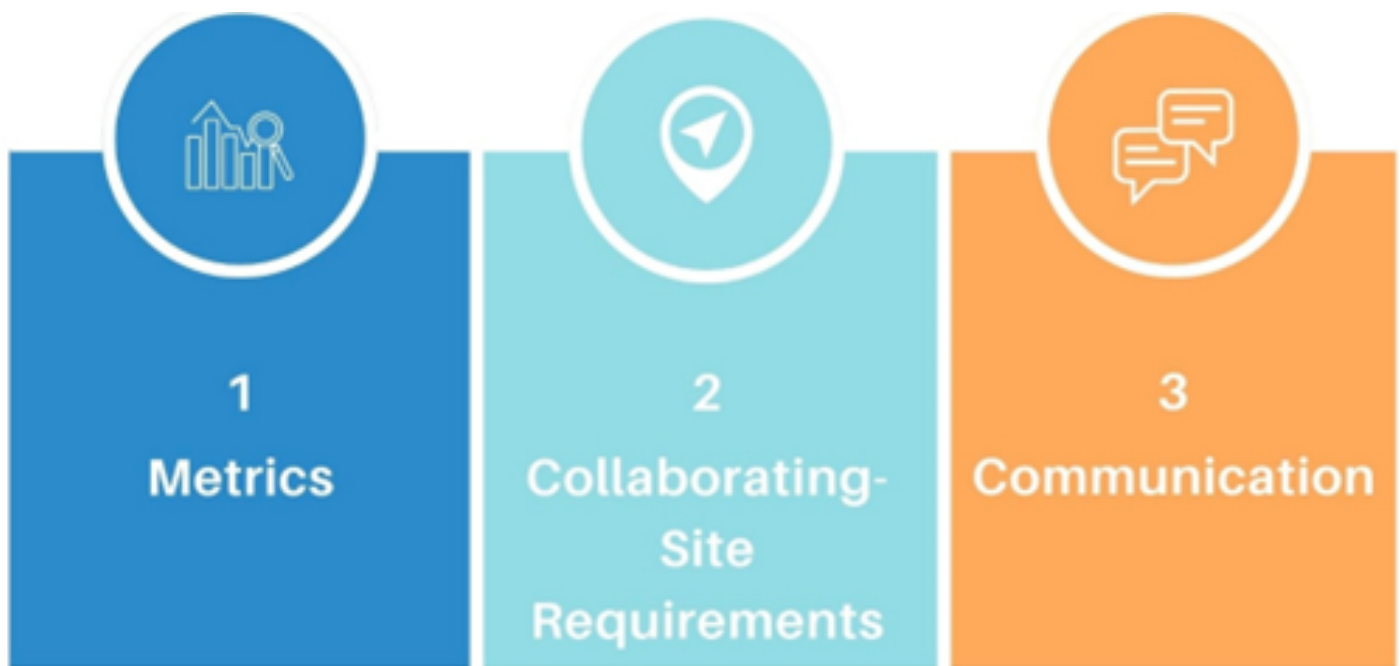 1
Metrics
2
Collaborating-
Site
Requirements
3
Communication